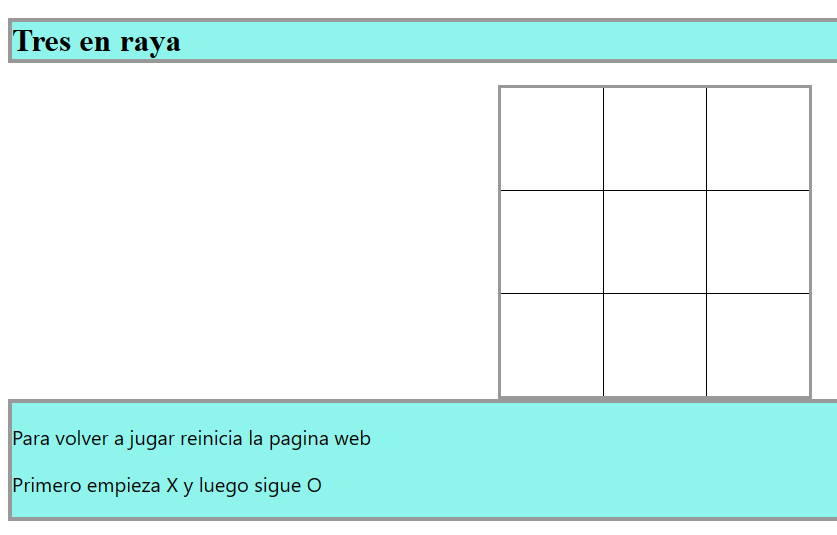 Tres en raya
Para volver a jugar reinicia la pagina web
Primero empieza X y luego sigue O